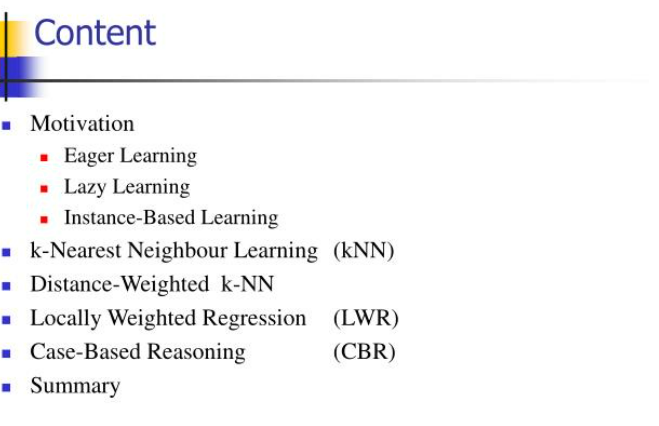 Content
Motivation
Eager Learning
Lazy Learning
Instance-Based Learning
k-Nearest Neighbour Learning (kNN)
Distance-Weighted k-NN
Locally Weighted Regression (LWR)
Case-Based Reasoning (CBR)
Summary